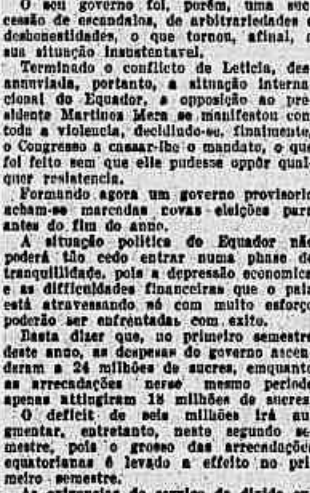 O seu governo foi, porém, uma suc
cessão de escandalos, de arbitrariedades e
deshonestidades, o que tornou, afinal, a
sua situação insustentavel.
Terminado o conflicto de Leticia, des
annuviada, portanto, a situação interna
cional do Equador, a opposição ao pre
sidente Martinez Mera se manifestou con
toda a violencia, decidindo-se, finalmente,
o Congresso a cassar-lhe o mandato, o que
foi feito sem que elle pudesse oppôr qual
quer resistencia.
Formando agora um governo provisorio
acham-se marcadas novas eleições para
antes do fim do anno.
A situação politica do Equador não
poderá tão cedo entrar numa phase de
tranquillidade, pois a depressão economica
e as difficuldades financeiras que o paiz
está atravessando só com muito esforço
poderão ser enfrentadas com exito.
Basta dizer que, no primeiro semestre
deste anno, as despesas do governo ascen
deram a 24 milhões de sucres, emquanto
as arrecadações nesse mesmo periodo
apenas attingiram 18 milhões de sucres
O deficit de seis milhões irá au
gmentar, entretanto, neste segundo se
mestre, pois o grosso das arrecadações
equatorianas é levado a effeito no pri
meiro semestre.